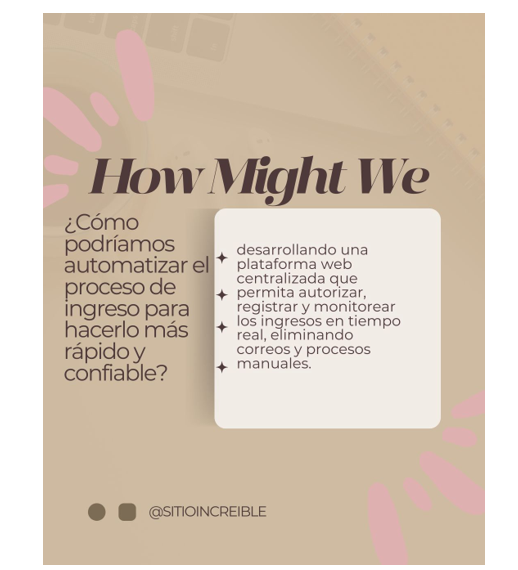 How Might We
¿Cómo
podríamos
automatizar el
proceso de
ingreso para
hacerlo más
rápido y
confiable?
desarrollando una
plataforma web
centralizada que
permita autorizar,
registrar y monitorear
los ingresos en tiempo
real, eliminando
correos y procesos
manuales.
@SITIOINCREIBLE